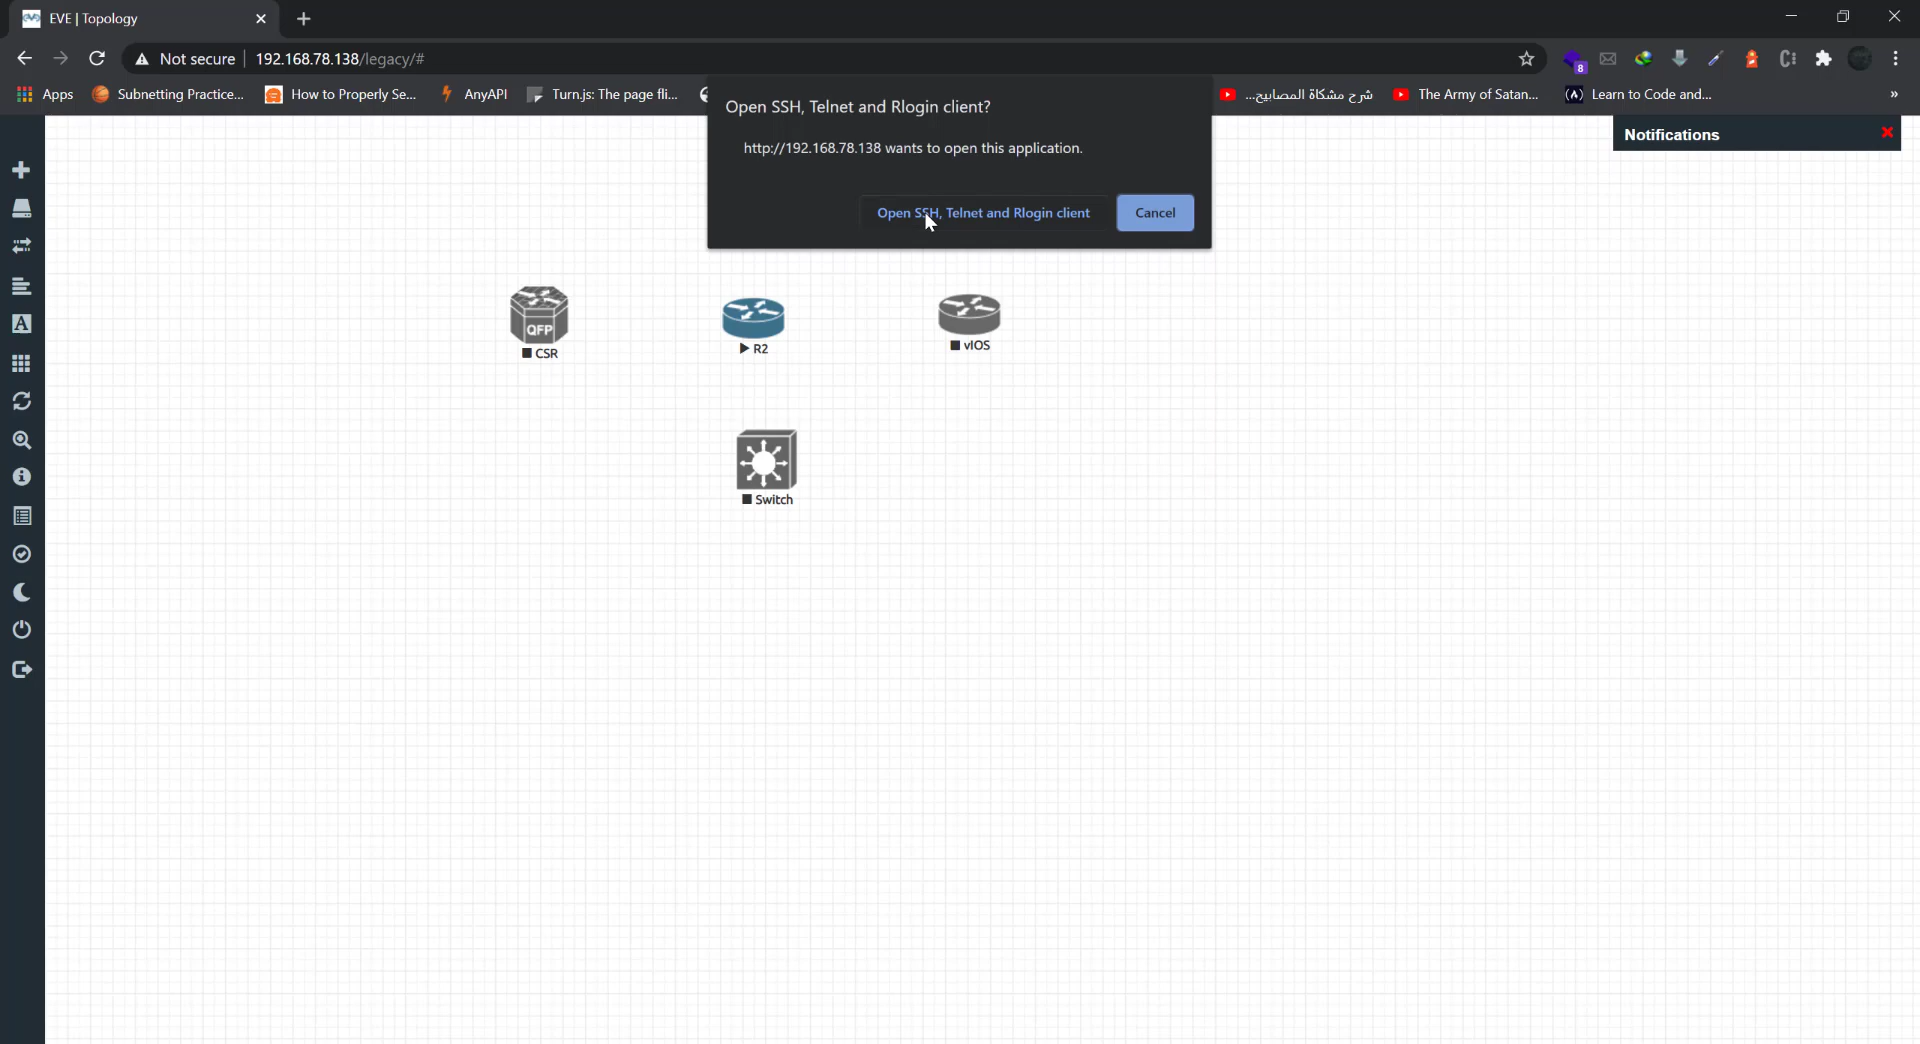 EVE | Topology
Not secure | 192.168.78.138/legacy/#
8
Apps
Subnetting Practice...
How to Properly Se...
AnyAPI
Turn.js: The page fli...
شرح مشكاة المصابيح...
The Army of Satan...
Learn to Code and...
»
Open SSH, Telnet and Rlogin client?
http://192.168.78.138 wants to open this application.
Open SSH, Telnet and Rlogin client
Cancel
Notifications
A
QFP
CSR
R2
vIOS
Switch